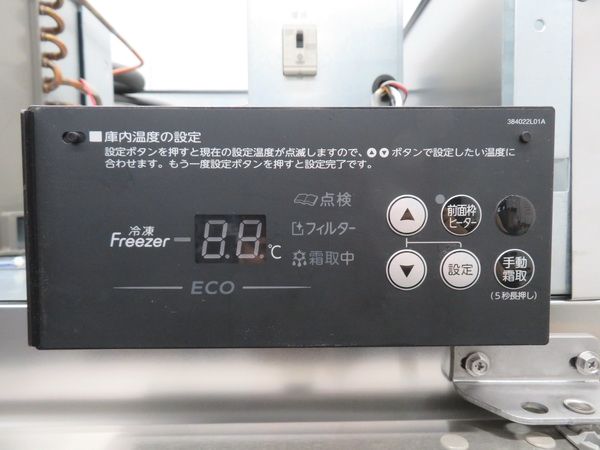 384022L01A
■庫内温度の設定
設定ボタンを押すと現在の設定温度が点滅しますので、▲▼ボタンで設定したい温度に
合わせます。もう一度設定ボタンを押すと設定完了です。
点検
冷凍
Freezer
8.8.℃
フィルター
霜取中
ECO
▲
前面枠
ヒーター
▼
設定
手動
霜取
(5秒長押し)